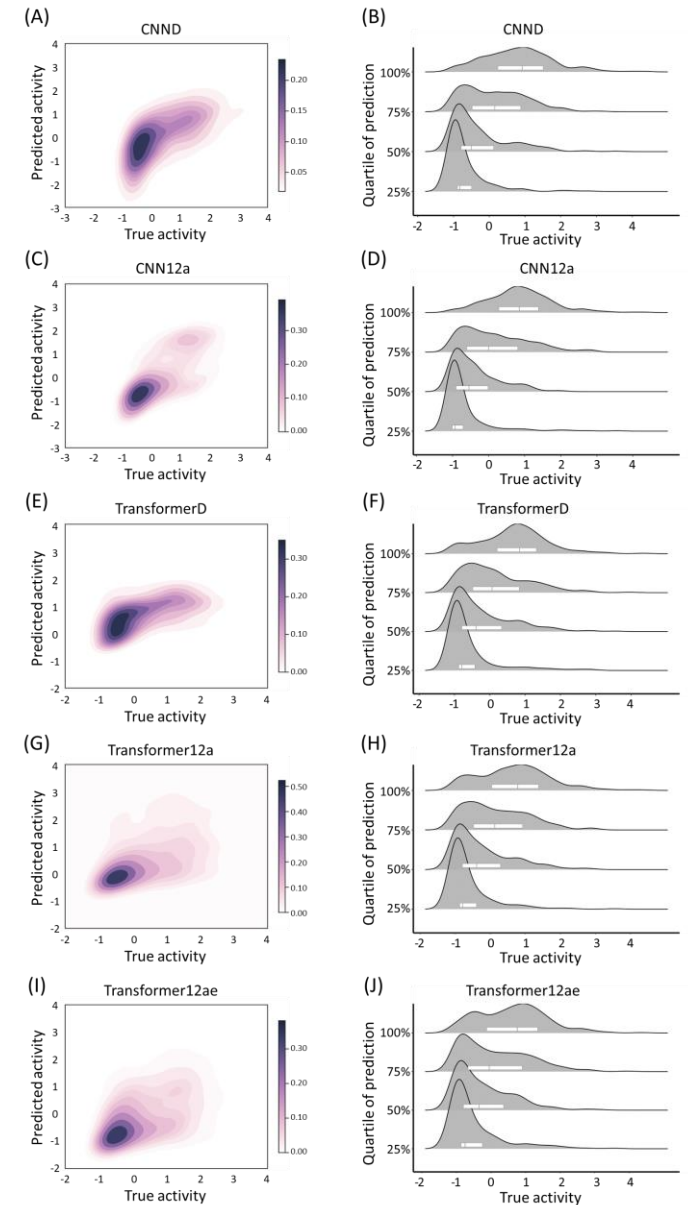 (A)
CNND
Predicted activity
4
3
2
1
0
-1
-2
-3
-3 -2 -1 0 1 2 3 4
True activity
0.20
0.10
0.05
(B)
CNND
Quartile of prediction
100%
75%
50%
25%
-2 -1 0 1 2 3 4
True activity
(C)
CNN12a
Predicted activity
4
3
2
1
0
-1
-2
-3
-3 -2 -1 0 1 2 3 4
True activity
0.30
0.20
0.10
0.00
(D)
CNN12a
Quartile of prediction
100%
75%
50%
25%
-2 -1 0 1 2 3 4
True activity
(E)
TransformerD
Predicted activity
4
3
2
1
0
-1
-2
-2 -1 0 1 2 3 4
True activity
0.30
0.20
0.10
0.00
(F)
TransformerD
Quartile of prediction
100%
75%
50%
25%
-2 -1 0 1 2 3 4
True activity
(G)
Transformer12a
Predicted activity
4
3
2
1
0
-1
-2
-2 -1 0 1 2 3 4
True activity
0.50
0.40
0.30
0.20
0.10
0.00
(H)
Transformer12a
Quartile of prediction
100%
75%
50%
25%
-2 -1 0 1 2 3 4
True activity
(I)
Transformer12ae
Predicted activity
4
3
2
1
0
-1
-2
-2 -1 0 1 2 3 4
True activity
0.30
0.20
0.10
0.00
(J)
Transformer12ae
Quartile of prediction
100%
75%
50%
25%
-2 -1 0 1 2 3 4
True activity